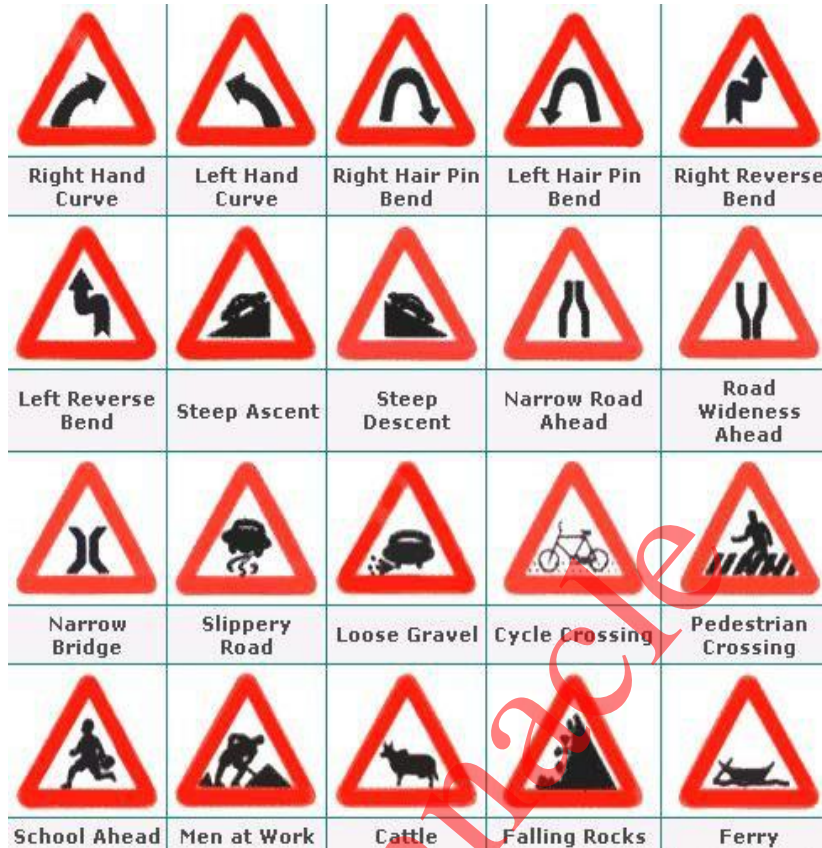 Right Hand
Curve
Left Hand
Curve
Right Hair Pin
Bend
Left Hair Pin
Bend
Right Reverse
Bend
Left Reverse
Bend
Steep Ascent
Steep
Descent
Narrow Road
Ahead
Road
Wideness
Ahead
Narrow
Bridge
Slippery
Road
Loose Gravel
Cycle Crossing
Pedestrian
Crossing
School Ahead
Men at Work
Cattle
Falling Rocks
Ferry
nacle